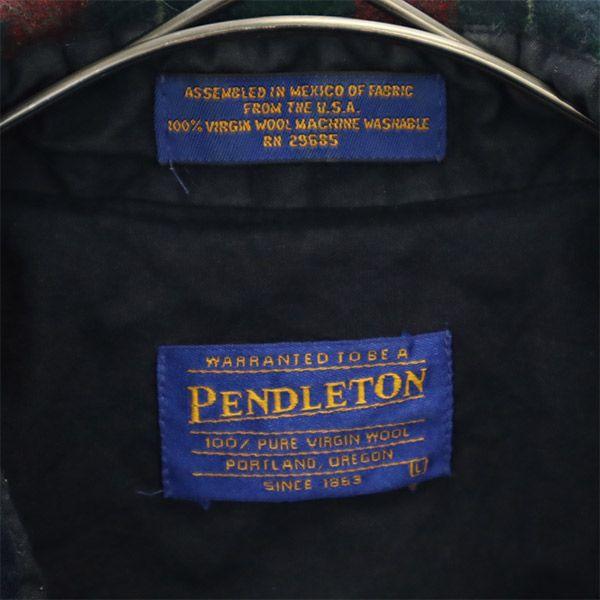 ASSEMBLED IN MEXICO OF FABRIC
FROM THE U.S.A.
100% VIRGIN WOOL MACHINE WASHABLE
RN 29685
WARRANTED TO BE A
PENDLETON
100% PURE VIRGIN WOOL
PORTLAND, OREGON
SINCE 1863
L